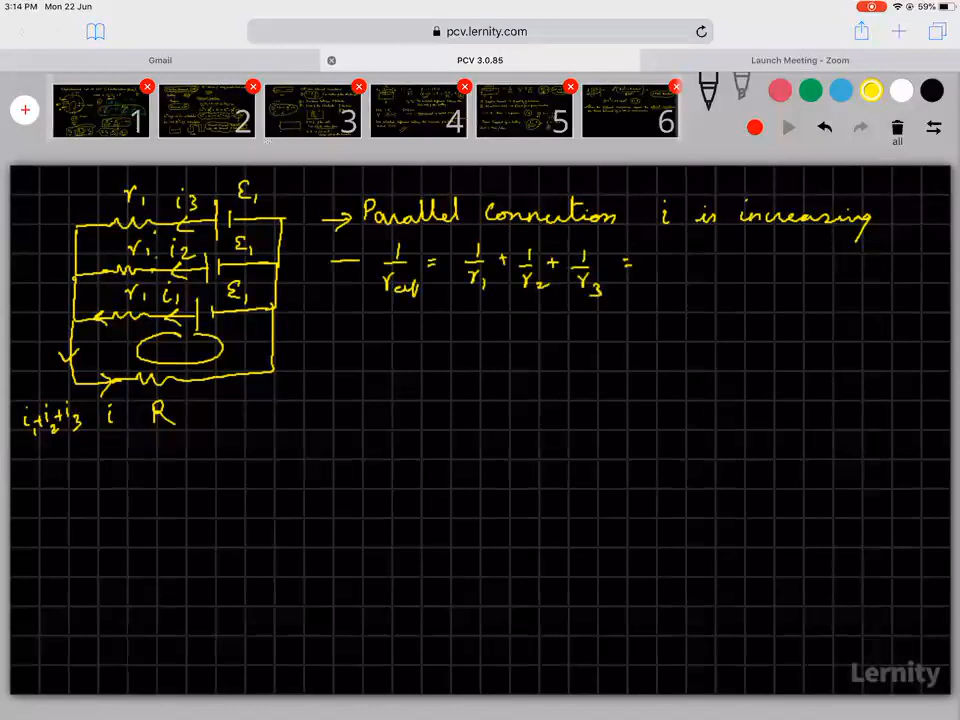 3:14 PM Mon 22 Jun
59%
pcv.lernity.com
Gmail
PCV 3.0.85
Launch Meeting - Zoom
1 2 3 4 5 6
all
r₁ i3 ε₁
r₁ i2 ε₁
r₁ i₁ ε₁
i₁+i₂+i₃ i R
→ Parallel Connection i is increasing
— 1/r_eff = 1/r₁ + 1/r₂ + 1/r₃ =
Lernity